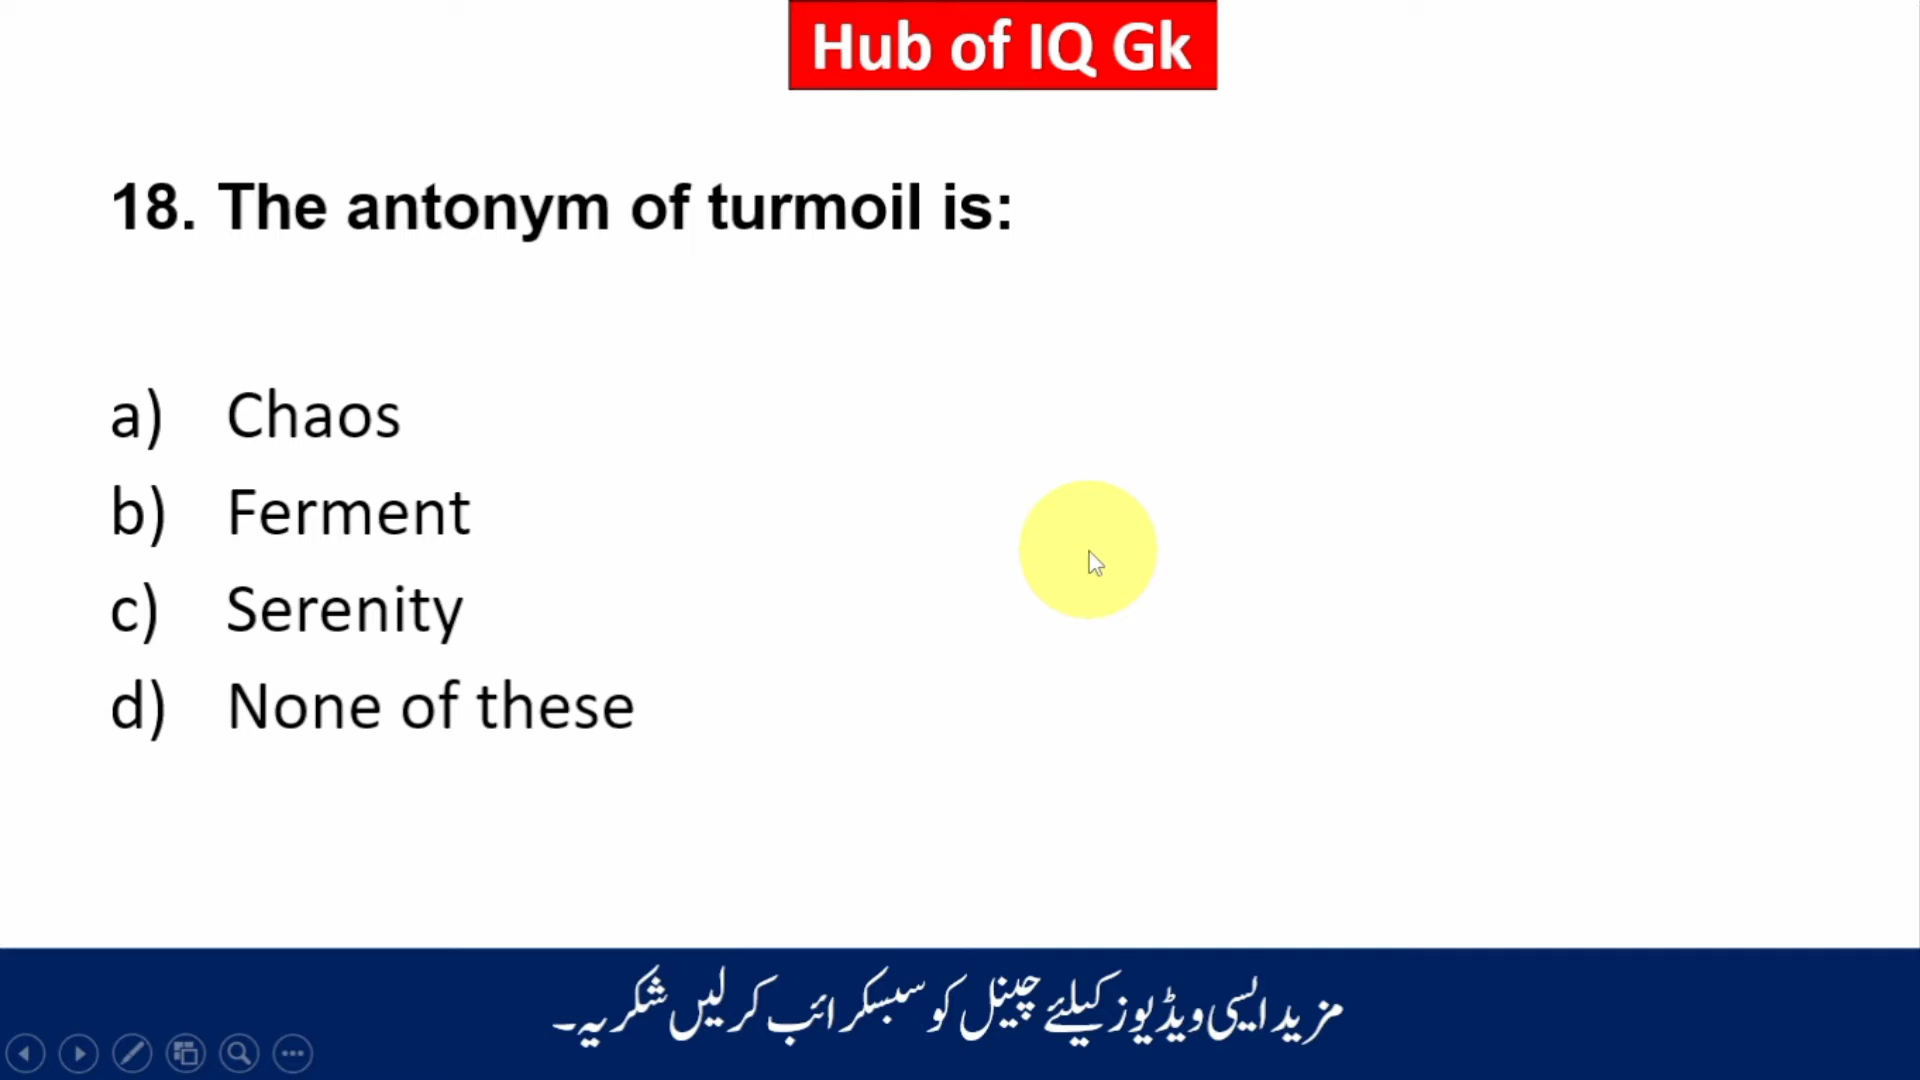 Hub of IQ Gk
18. The antonym of turmoil is:
a) Chaos
b) Ferment
c) Serenity
d) None of these
مزید ایسی ویڈیوز کیلئے چینل کو سبسکرائب کر لیں شکریہ۔